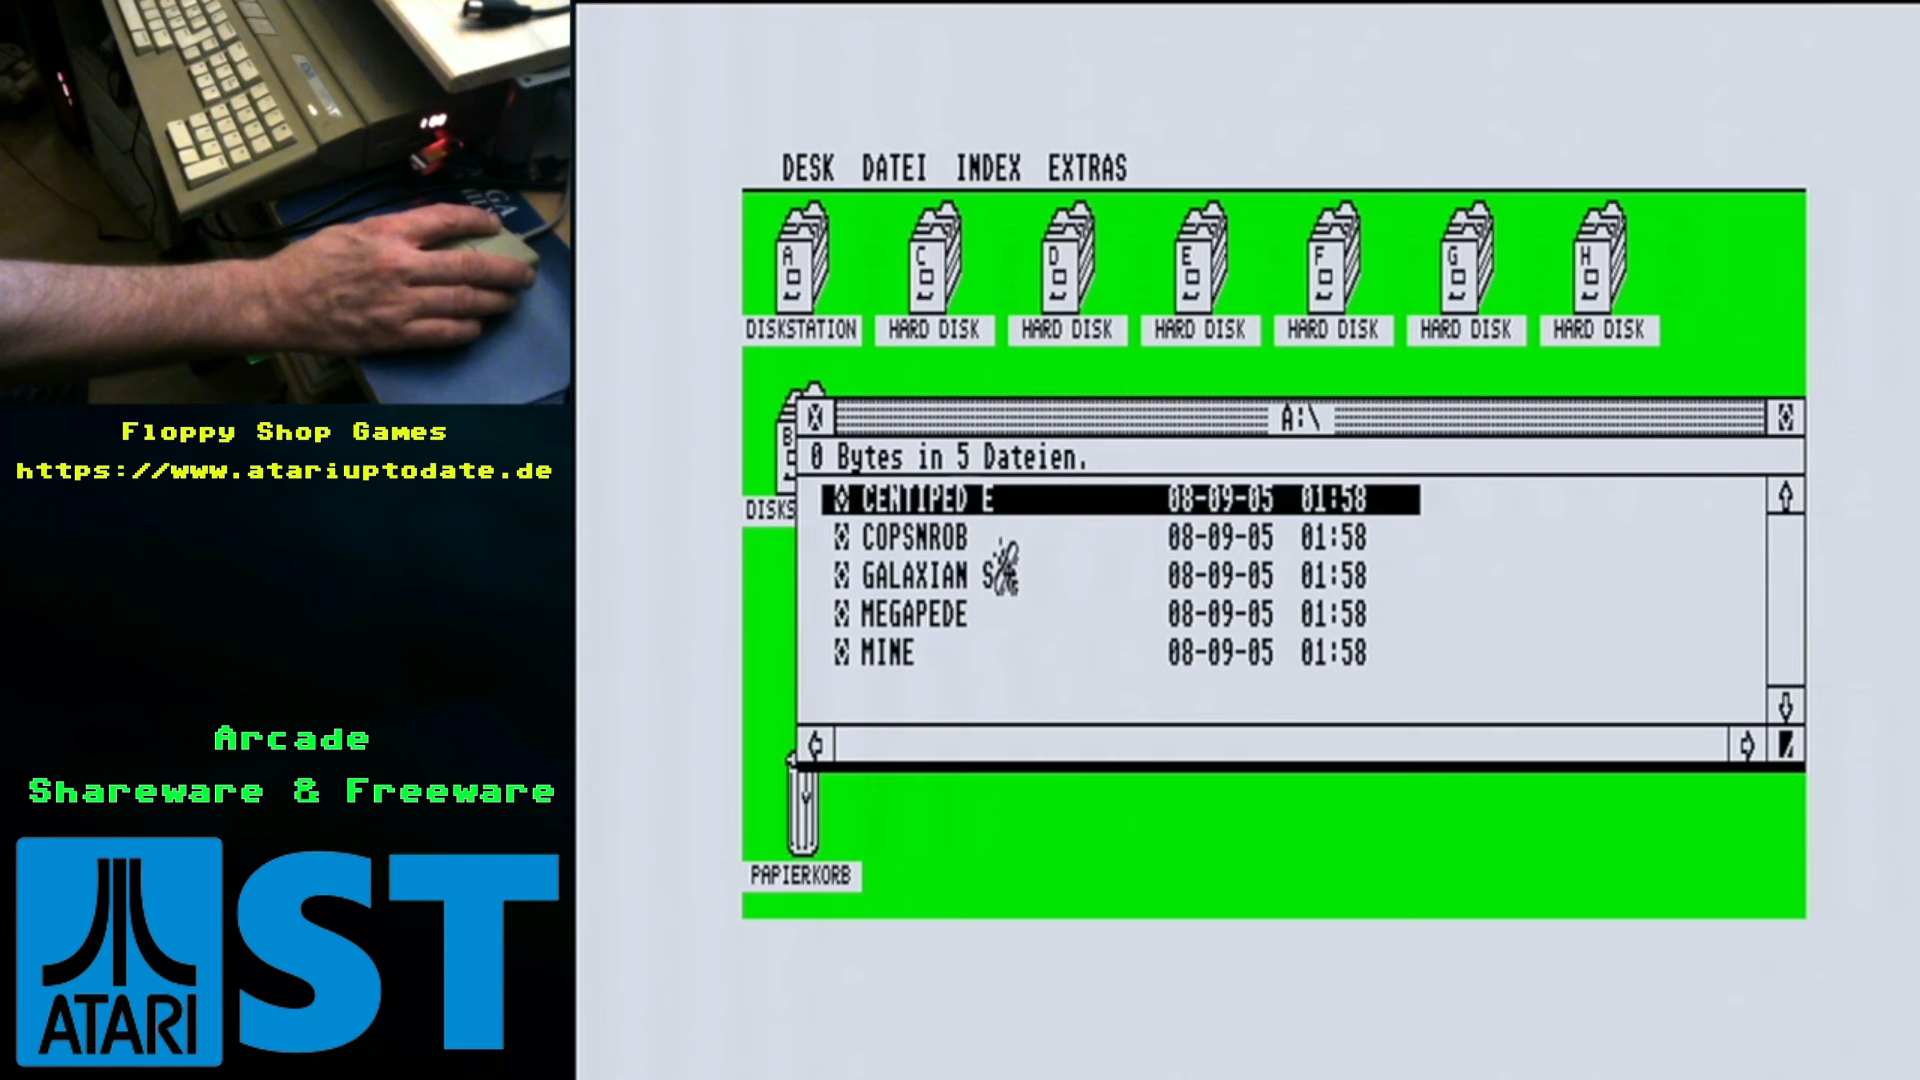 Floppy Shop Games
https://www.atariuptodate.de
Arcade
Shareware & Freeware
ATARI
ST
DESK DATEI INDEX EXTRAS
A
C
D
E
F
G
H
DISKSTATION HARD DISK HARD DISK HARD DISK HARD DISK HARD DISK HARD DISK
B
DISKS
A:\
0 Bytes in 5 Dateien.
CENTIPED E 08-09-05 01:58
COPSNROB 08-09-05 01:58
GALAXIAN S 08-09-05 01:58
MEGAPEDE 08-09-05 01:58
MINE 08-09-05 01:58
PAPIERKORB